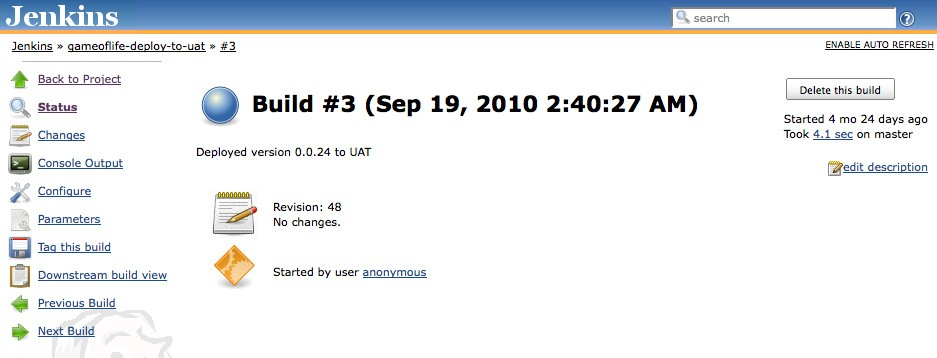 Jenkins
search
?
Jenkins » gameoflife-deploy-to-uat » #3
ENABLE AUTO REFRESH
Back to Project
Status
Changes
Console Output
Configure
Parameters
Tag this build
Downstream build view
Previous Build
Next Build
Build #3 (Sep 19, 2010 2:40:27 AM)
Deployed version 0.0.24 to UAT
Revision: 48
No changes.
Started by user anonymous
Delete this build
Started 4 mo 24 days ago
Took 4.1 sec on master
edit description